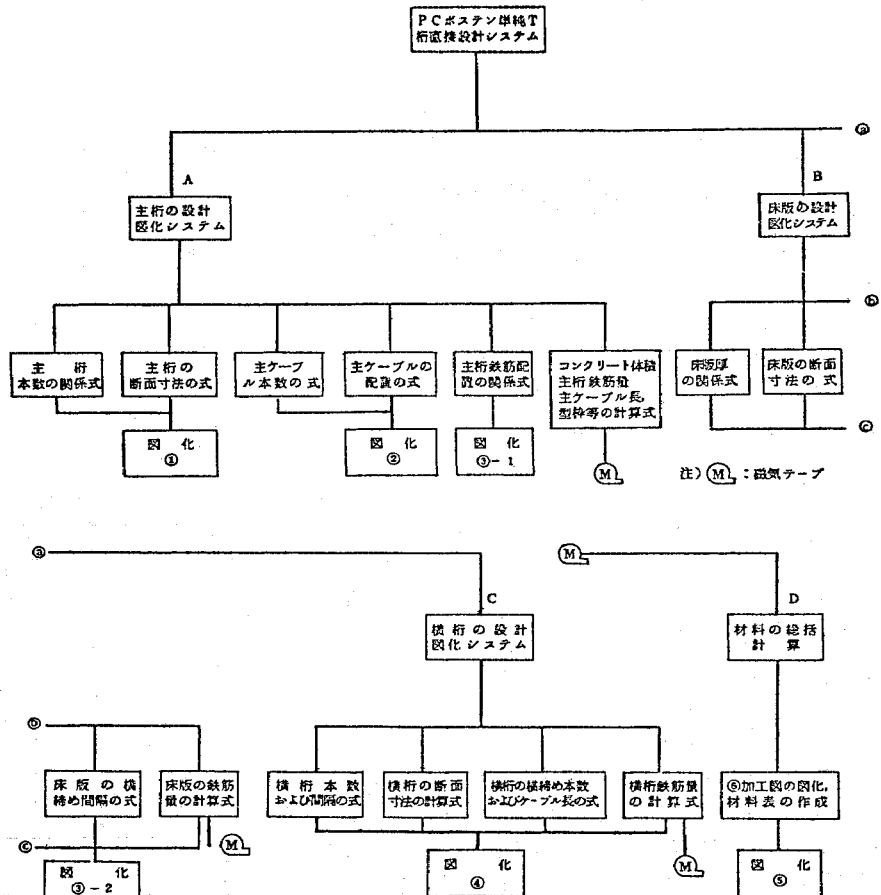 PCポステン単純T
桁直接設計システム
ⓐ
A
B
主桁の設計
図化システム
床版の設計
図化システム
ⓑ
主桁
本数の関係式
主桁の
断面寸法の式
主ケーブ
ル本数の式
主ケーブルの
配置の式
主桁鉄筋配
置の関係式
コンクリート体積
主桁鉄筋量
主ケーブル長,
型枠等の計算式
床版厚
の関係式
床版の断面
寸法の式
ⓒ
図化
①
図化
②
図化
③-1
M
注) M : 磁気テープ
ⓐ
M
C
D
横桁の設計
図化システム
材料の総括
計算
ⓑ
床版の横
締め間隔の式
床版の鉄筋
量の計算式
横桁本数
および間隔の式
横桁の断面
寸法の計算式
横桁の横締め本数
およびケーブル長の式
横桁鉄筋量
の計算式
⑥加工図の図化,
材料表の作成
ⓒ
M
M
図化
③-2
図化
④
図化
⑤